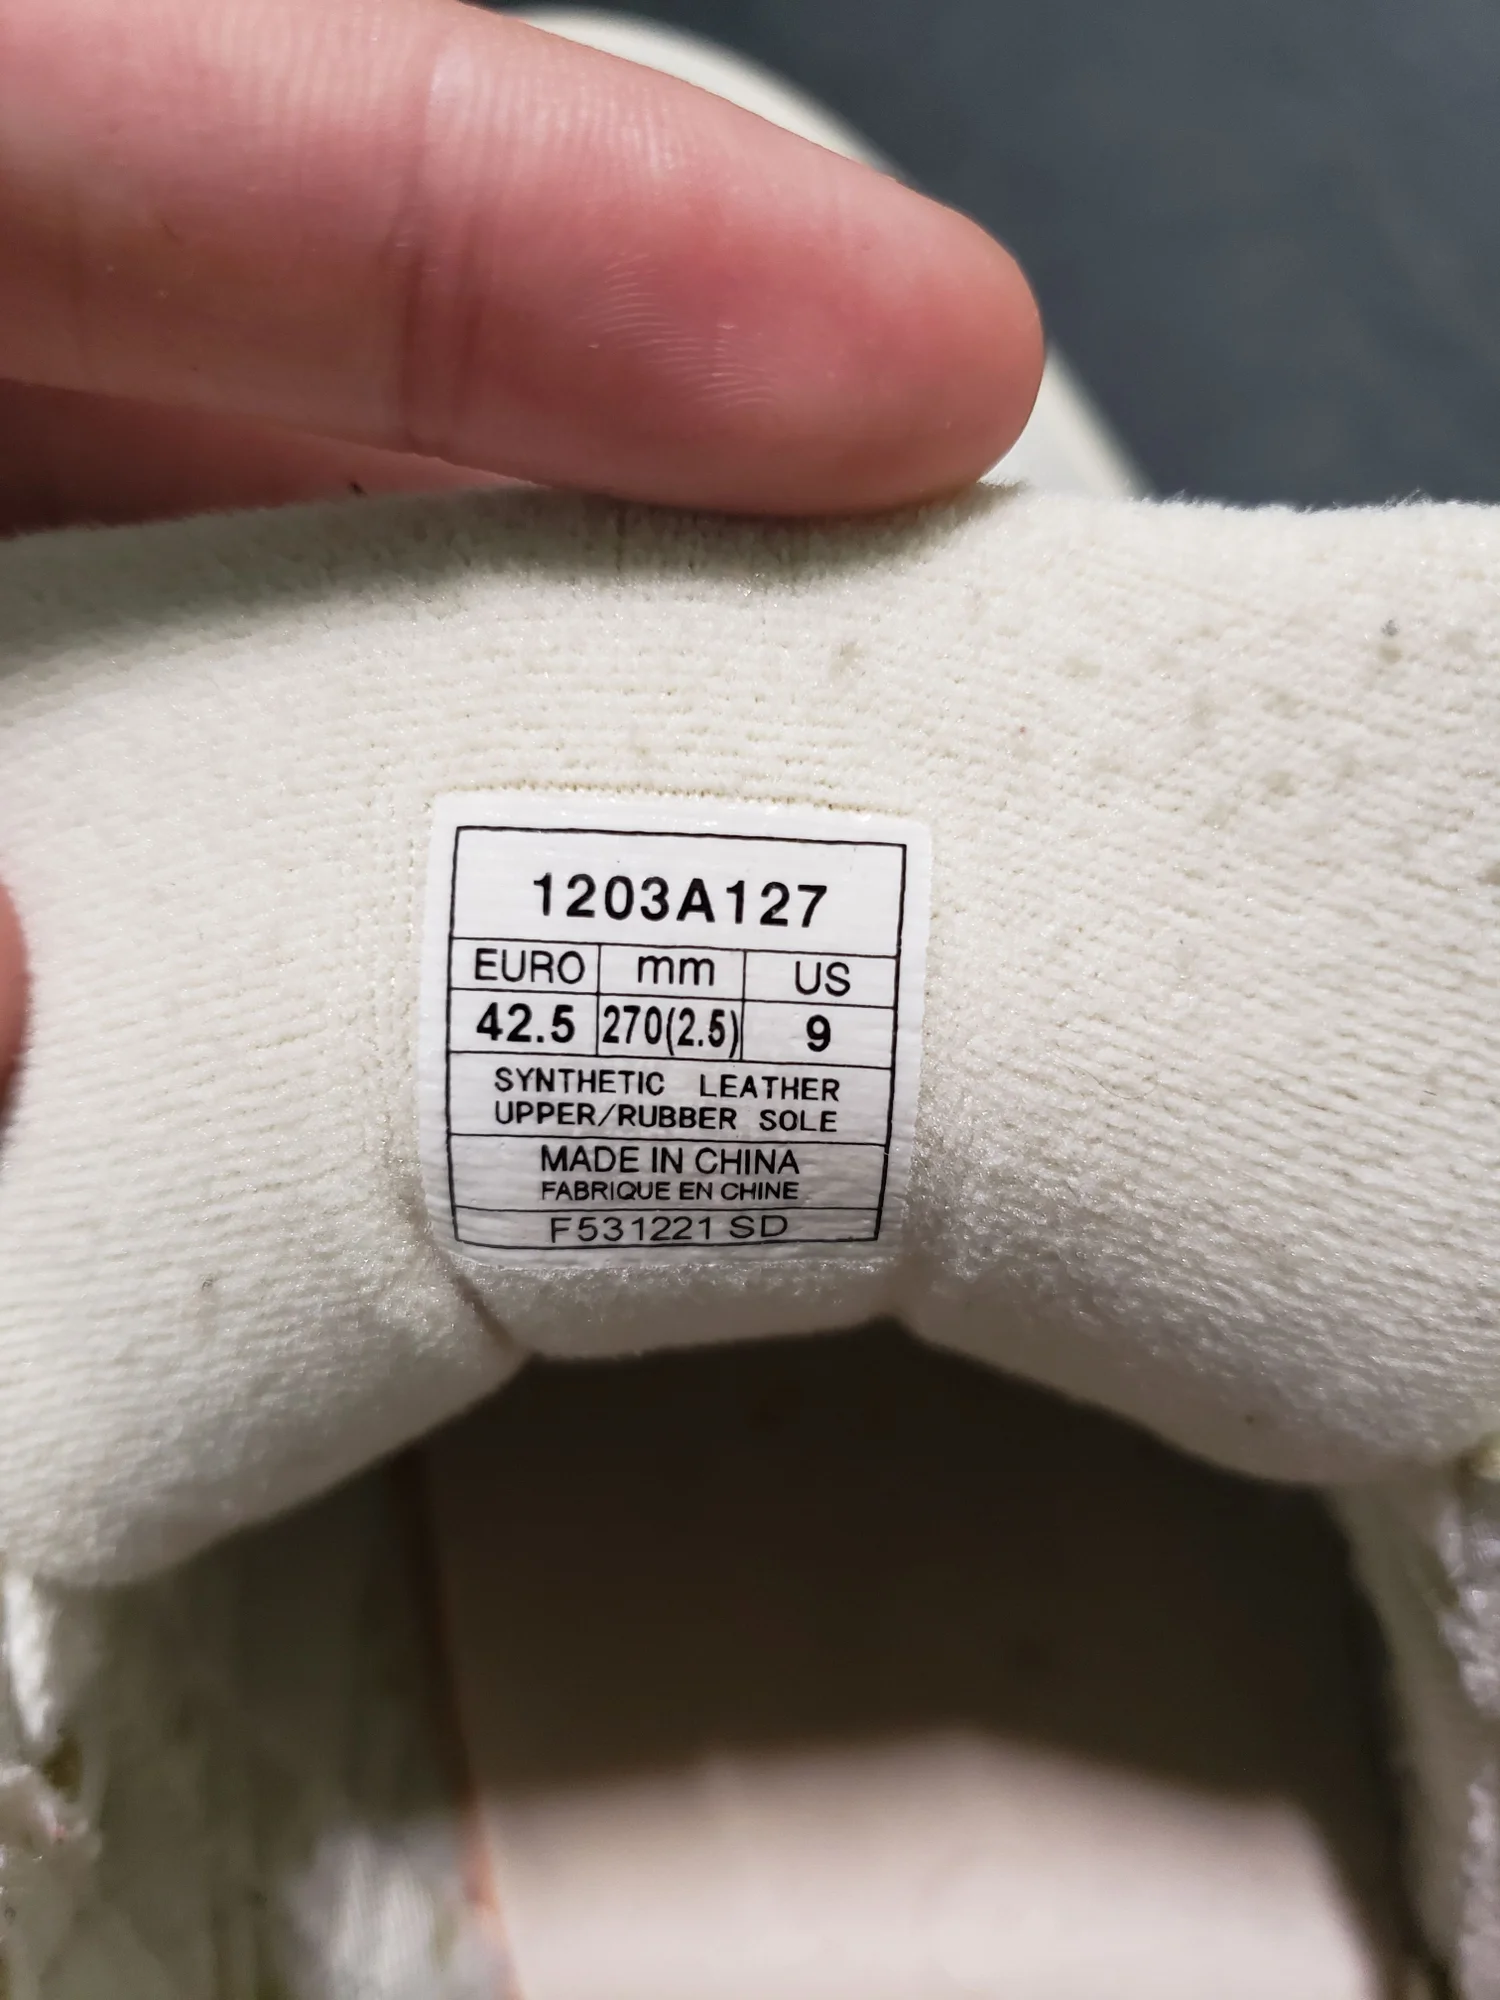 1203A127
EURO mm US
42.5 270(2.5) 9
SYNTHETIC LEATHER
UPPER/RUBBER SOLE
MADE IN CHINA
FABRIQUE EN CHINE
F531221 SD